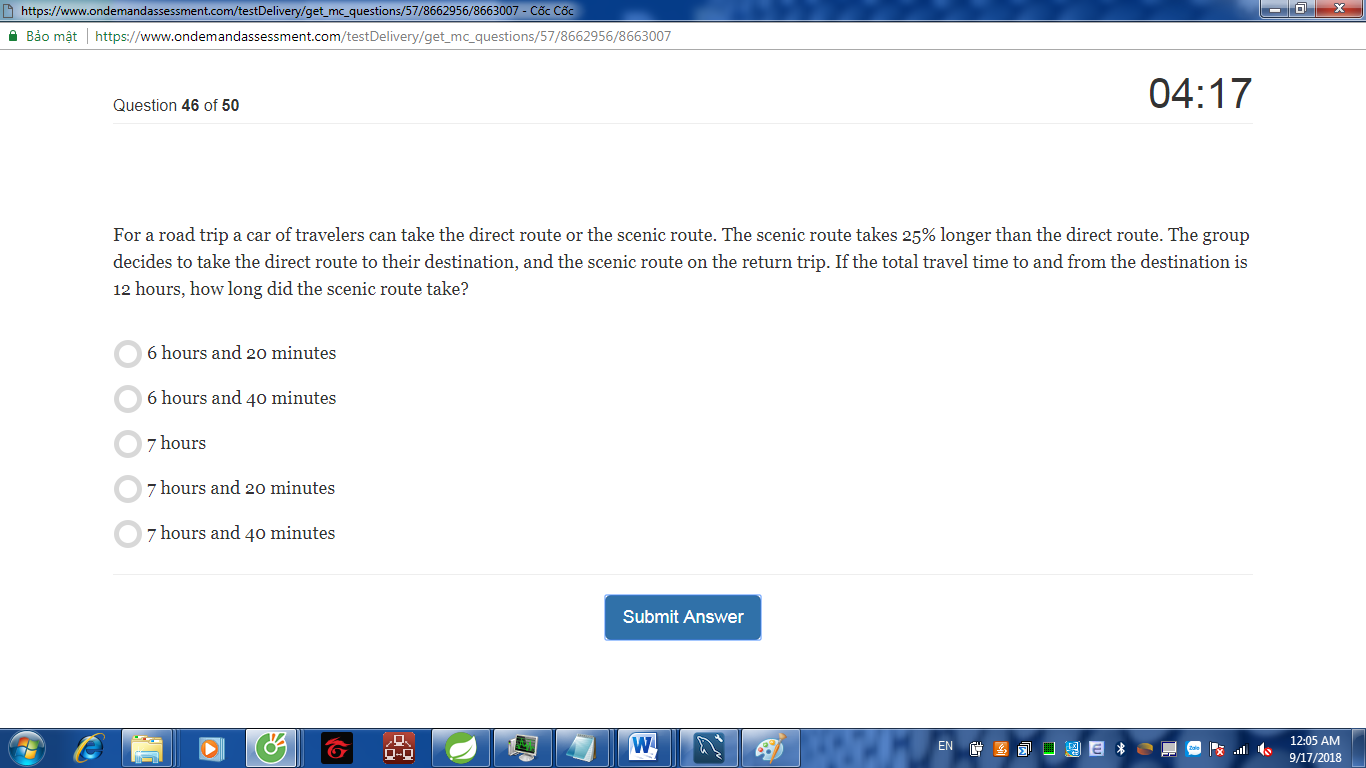 https://www.ondemandassessment.com/testDelivery/get_mc_questions/57/8662956/8663007 - Cốc Cốc
Bảo mật | https://www.ondemandassessment.com/testDelivery/get_mc_questions/57/8662956/8663007
04:17
Question 46 of 50
For a road trip a car of travelers can take the direct route or the scenic route. The scenic route takes 25% longer than the direct route. The group
decides to take the direct route to their destination, and the scenic route on the return trip. If the total travel time to and from the destination is
12 hours, how long did the scenic route take?
6 hours and 20 minutes
6 hours and 40 minutes
7 hours
7 hours and 20 minutes
7 hours and 40 minutes
Submit Answer
EN
12:05 AM
9/17/2018